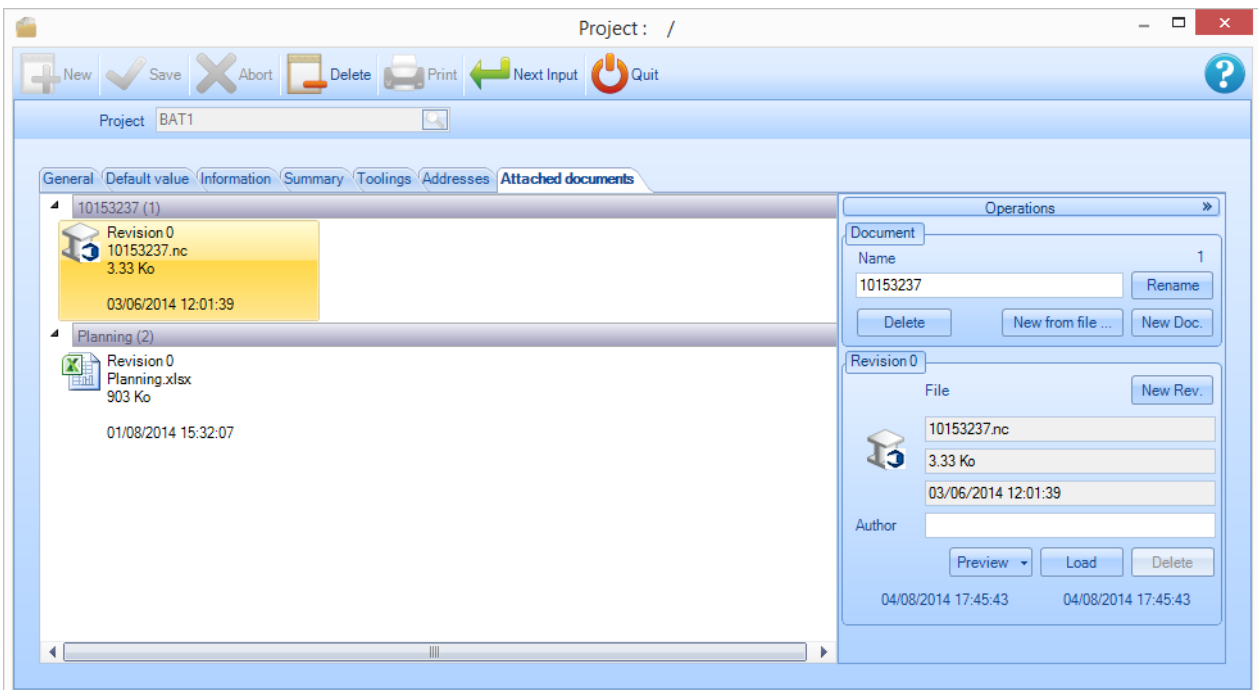 Project : /
New Save Abort Delete Print Next Input Quit ?
Project BAT1
General Default value Information Summary Toolings Addresses Attached documents
10153237 (1)
Revision 0
10153237.nc
3.33 Ko
03/06/2014 12:01:39
Planning (2)
Revision 0
Planning.xlsx
903 Ko
01/08/2014 15:32:07
Operations »
Document
Name 1
10153237 Rename
Delete New from file ... New Doc.
Revision 0
File New Rev.
10153237.nc
3.33 Ko
03/06/2014 12:01:39
Author
Preview Load Delete
04/08/2014 17:45:43 04/08/2014 17:45:43